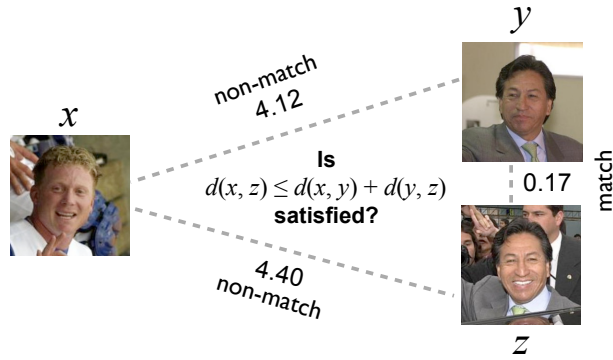 y
non-match
4.12
x
Is
d(x, z) ≤ d(x, y) + d(y, z)
satisfied?
0.17
match
4.40
non-match
z